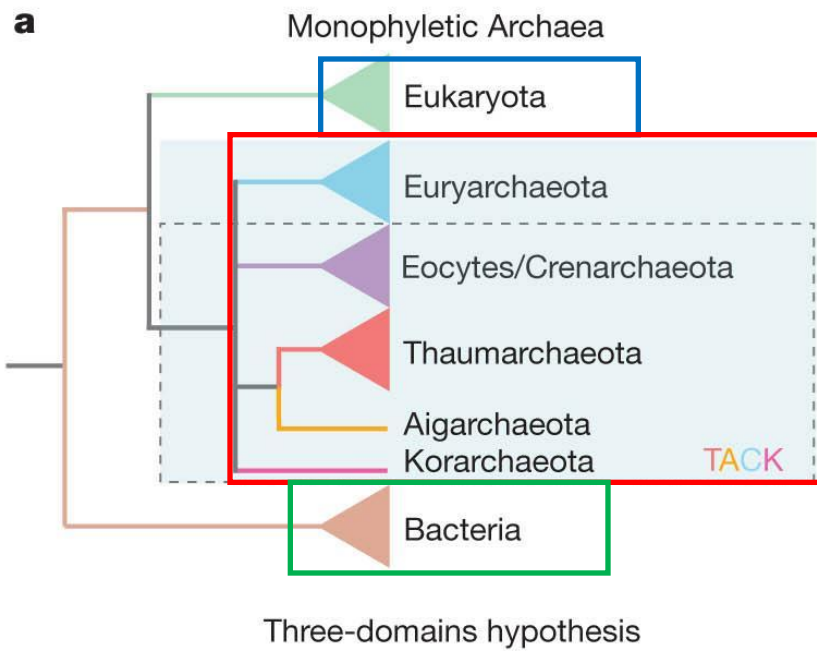 a
Monophyletic Archaea
Eukaryota
Euryarchaeota
Eocytes/Crenarchaeota
Thaumarchaeota
Aigarchaeota
Korarchaeota
TACK
Bacteria
Three-domains hypothesis